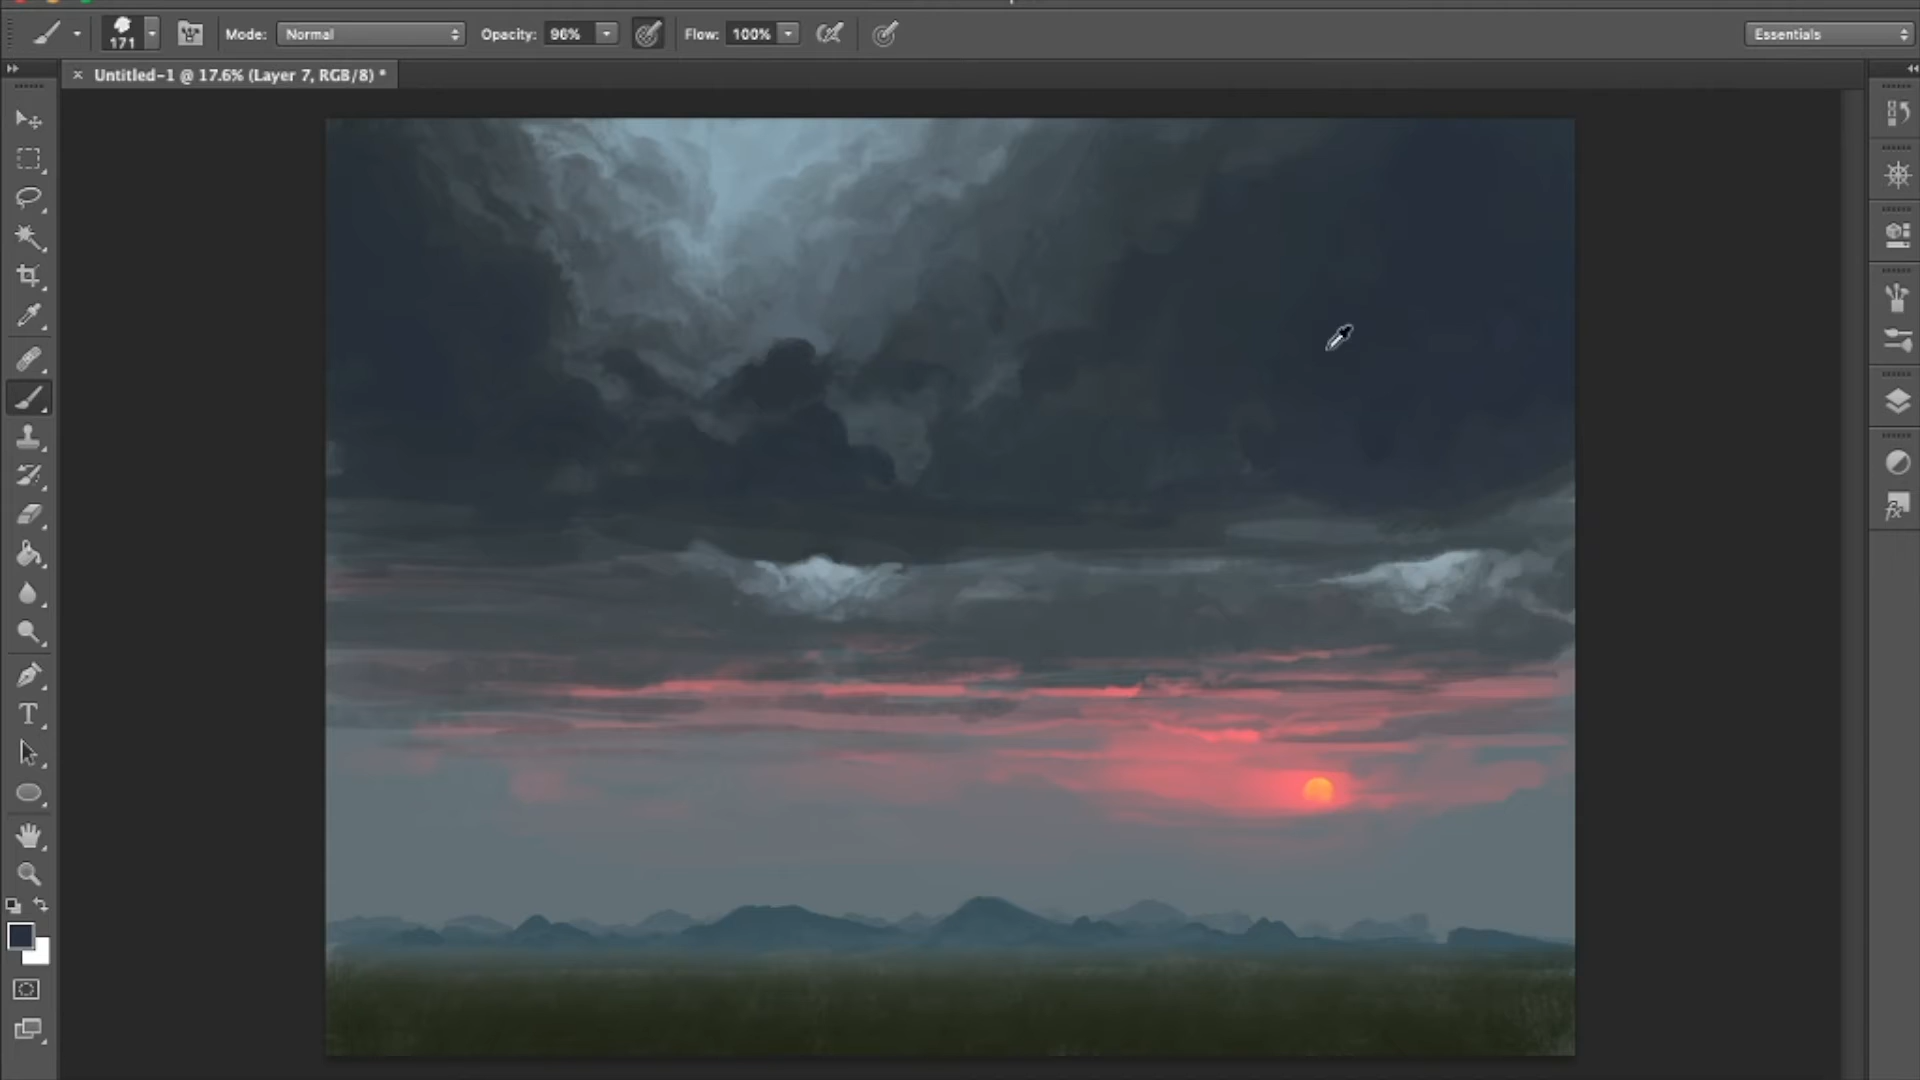 171
Mode: Normal Opacity: 96% Flow: 100% Essentials
Untitled-1 @ 17.6% (Layer 7, RGB/8) *